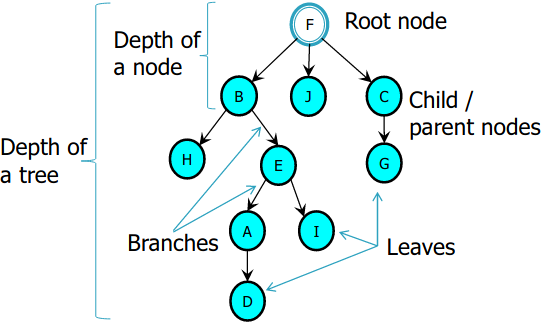 F
Root node
Depth of
a node
B
J
C
Child /
parent nodes
Depth of
a tree
H
E
G
Branches
A
I
Leaves
D